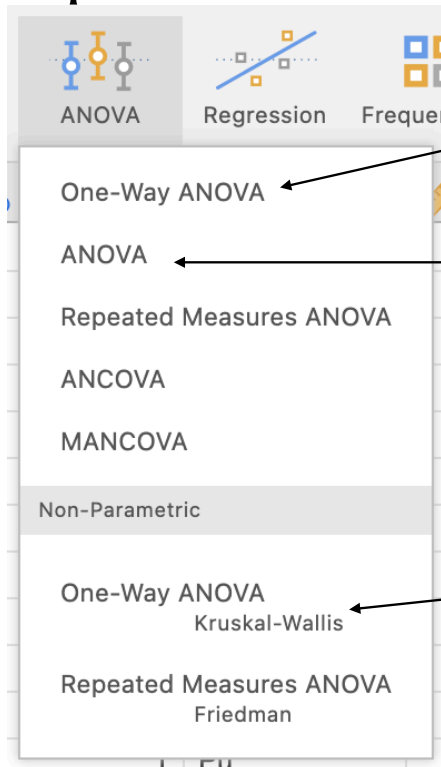 ANOVA Regression
One-Way ANOVA
ANOVA
Repeated Measures ANOVA
ANCOVA
MANCOVA
Non-Parametric
One-Way ANOVA
Kruskal-Wallis
Repeated Measures ANOVA
Friedman